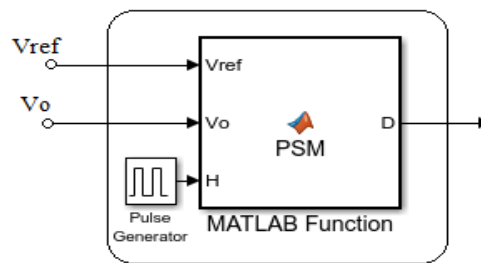 Vref
Vref
Vo
Vo
D
PSM
H
Pulse
Generator
MATLAB Function